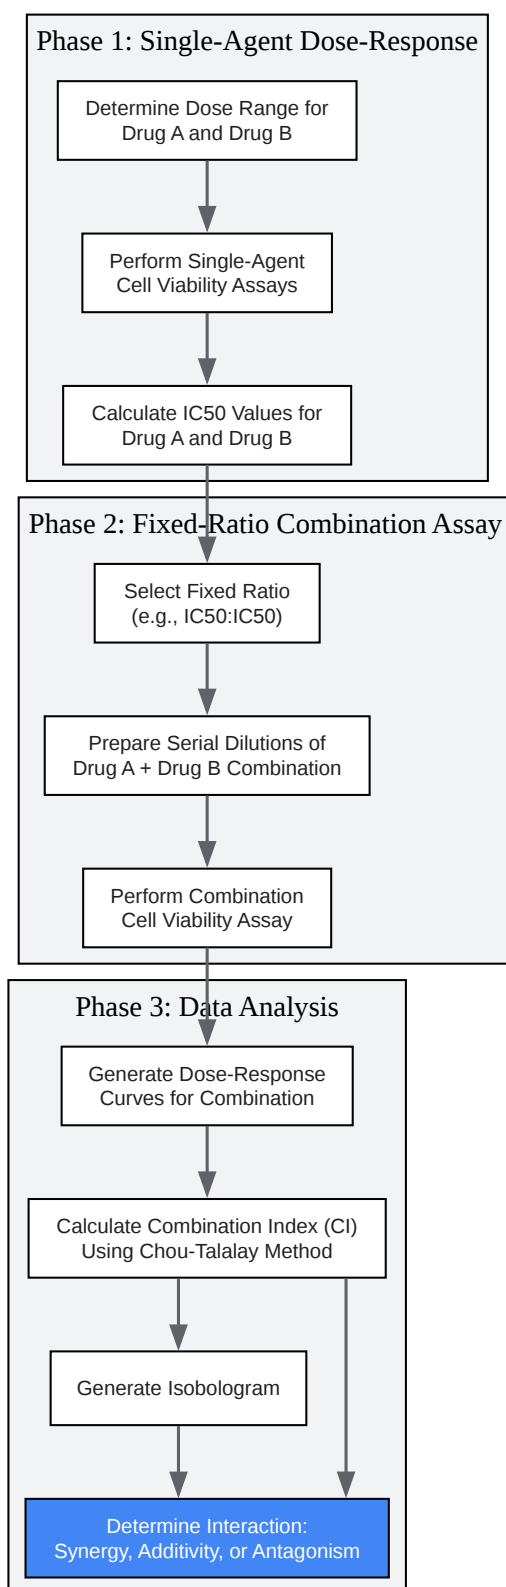 Phase 1: Single-Agent Dose-Response
Determine Dose Range for
Drug A and Drug B
Perform Single-Agent
Cell Viability Assays
Calculate IC50 Values for
Drug A and Drug B
Phase 2: Fixed-Ratio Combination Assay
Select Fixed Ratio
(e.g., IC50:IC50)
Prepare Serial Dilutions of
Drug A + Drug B Combination
Perform Combination
Cell Viability Assay
Phase 3: Data Analysis
Generate Dose-Response
Curves for Combination
Calculate Combination Index (CI)
Using Chou-Talalay Method
Generate Isobologram
Determine Interaction:
Synergy, Additivity, or Antagonism